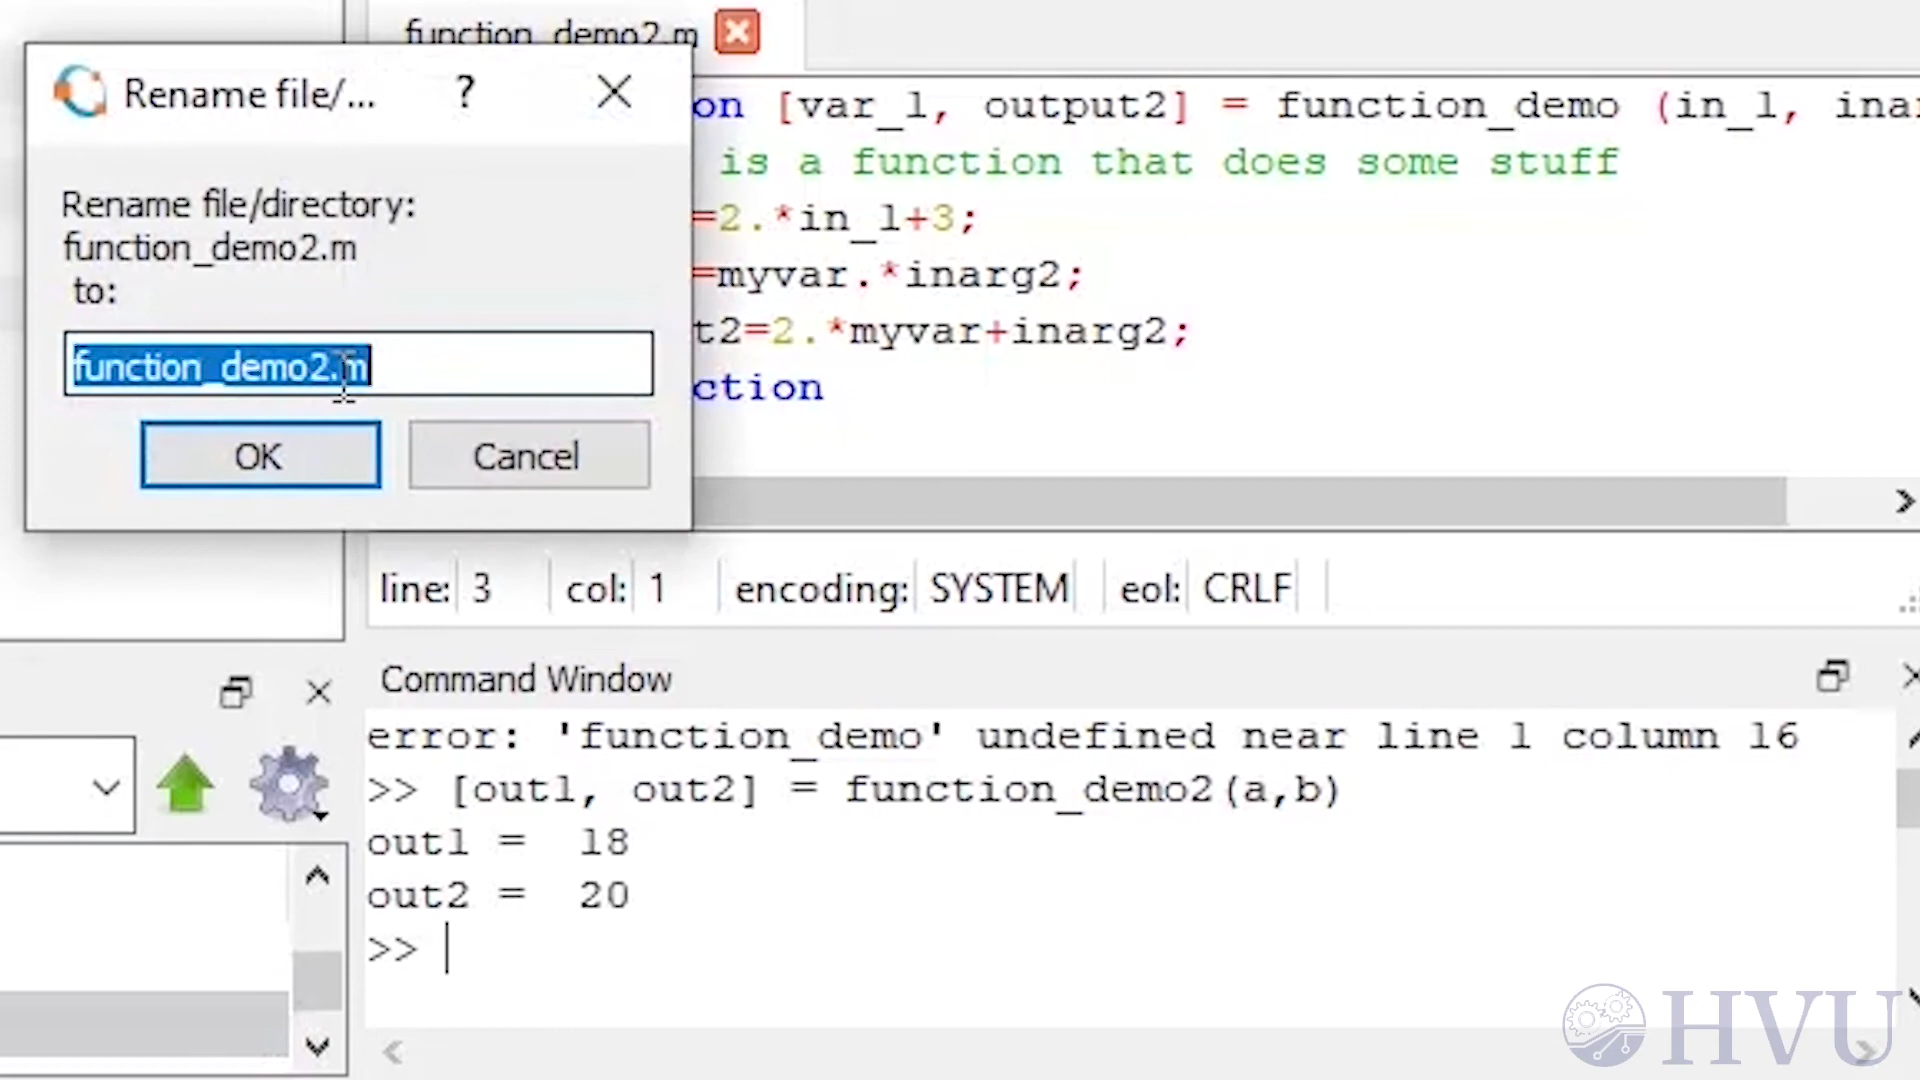 function_demo2.m
Rename file/... ?
Rename file/directory:
function_demo2.m
to:
function_demo2.m
OK Cancel
on [var_1, output2] = function_demo (in_1, inar
is a function that does some stuff
=2.*in_1+3;
=myvar.*inarg2;
t2=2.*myvar+inarg2;
ction
line: 3 col: 1 encoding: SYSTEM eol: CRLF
Command Window
error: 'function_demo' undefined near line 1 column 16
>> [out1, out2] = function_demo2(a,b)
out1 = 18
out2 = 20
>>
HVU